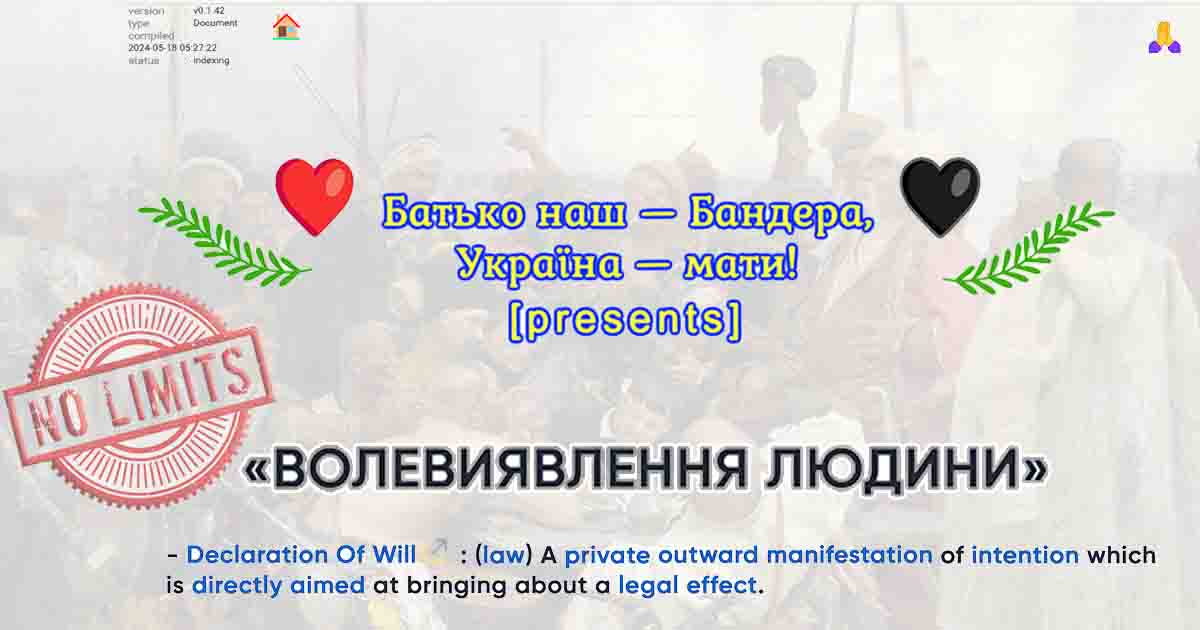 version v0.1.42
type Document
compiled
2024-05-18 05:27:22
status indexing
Батько наш — Бандера,
Україна — мати!
[presents]
NO LIMITS
«ВОЛЕВИЯВЛЕННЯ ЛЮДИНИ»
- Declaration Of Will : (law) A private outward manifestation of intention which
is directly aimed at bringing about a legal effect.